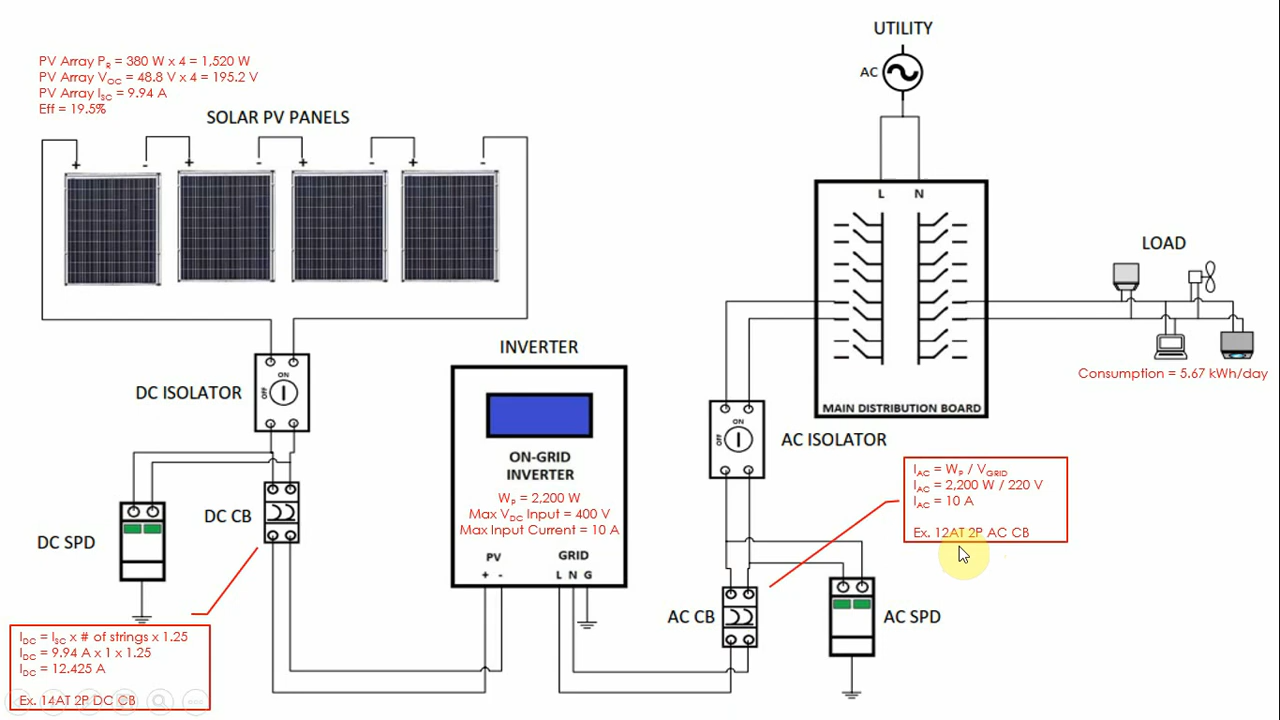 UTILITY
AC
PV Array PR = 380 W x 4 = 1,520 W
PV Array VOC = 48.8 V x 4 = 195.2 V
PV Array ISC = 9.94 A
Eff = 19.5%
SOLAR PV PANELS
+ - + - + - + -
L N
LOAD
Consumption = 5.67 kWh/day
MAIN DISTRIBUTION BOARD
DC ISOLATOR
ON
OFF
INVERTER
ON-GRID
INVERTER
WP = 2,200 W
Max VDC Input = 400 V
Max Input Current = 10 A
PV GRID
+ - L N G
AC ISOLATOR
ON
OFF
IAC = WP / VGRID
IAC = 2,200 W / 220 V
IAC = 10 A
Ex. 12AT 2P AC CB
DC CB
DC SPD
AC CB
AC SPD
IDC = ISC x # of strings x 1.25
IDC = 9.94 A x 1 x 1.25
IDC = 12.425 A
Ex. 14AT 2P DC CB